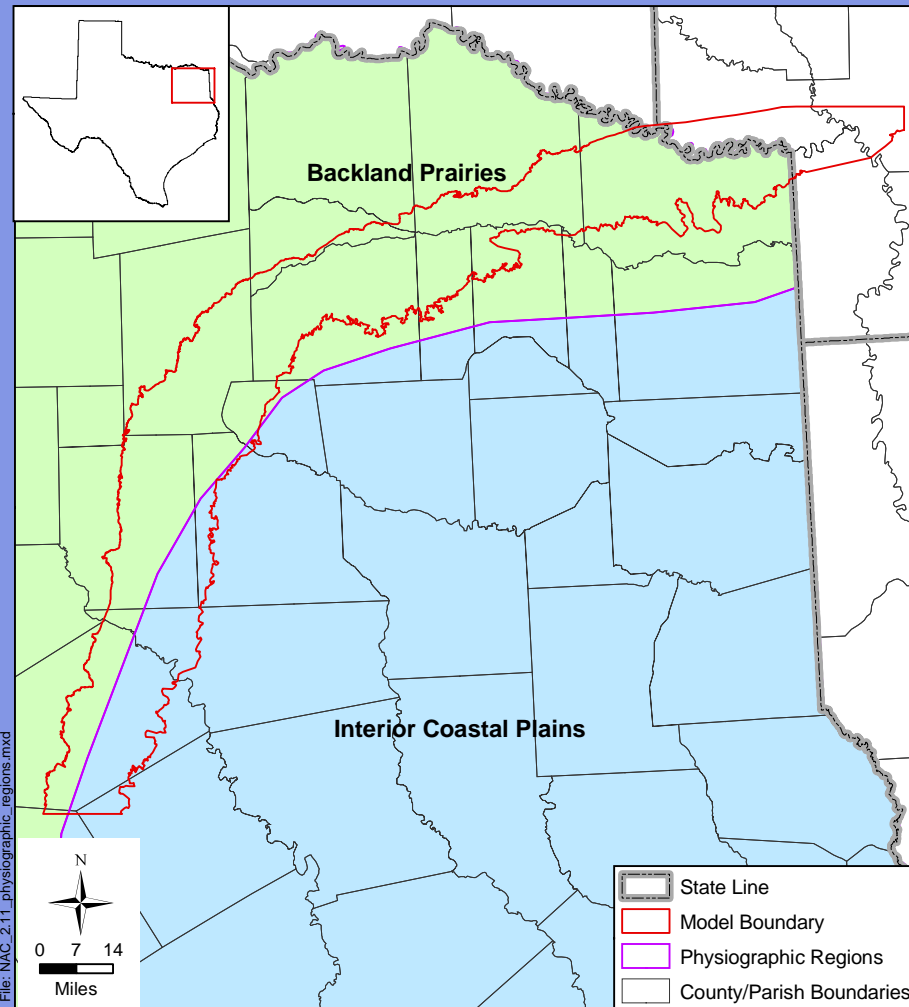 Backland Prairies
Interior Coastal Plains
File: NAC_2.11_physiographic_regions.mxd
N
0 7 14
Miles
State Line
Model Boundary
Physiographic Regions
County/Parish Boundaries